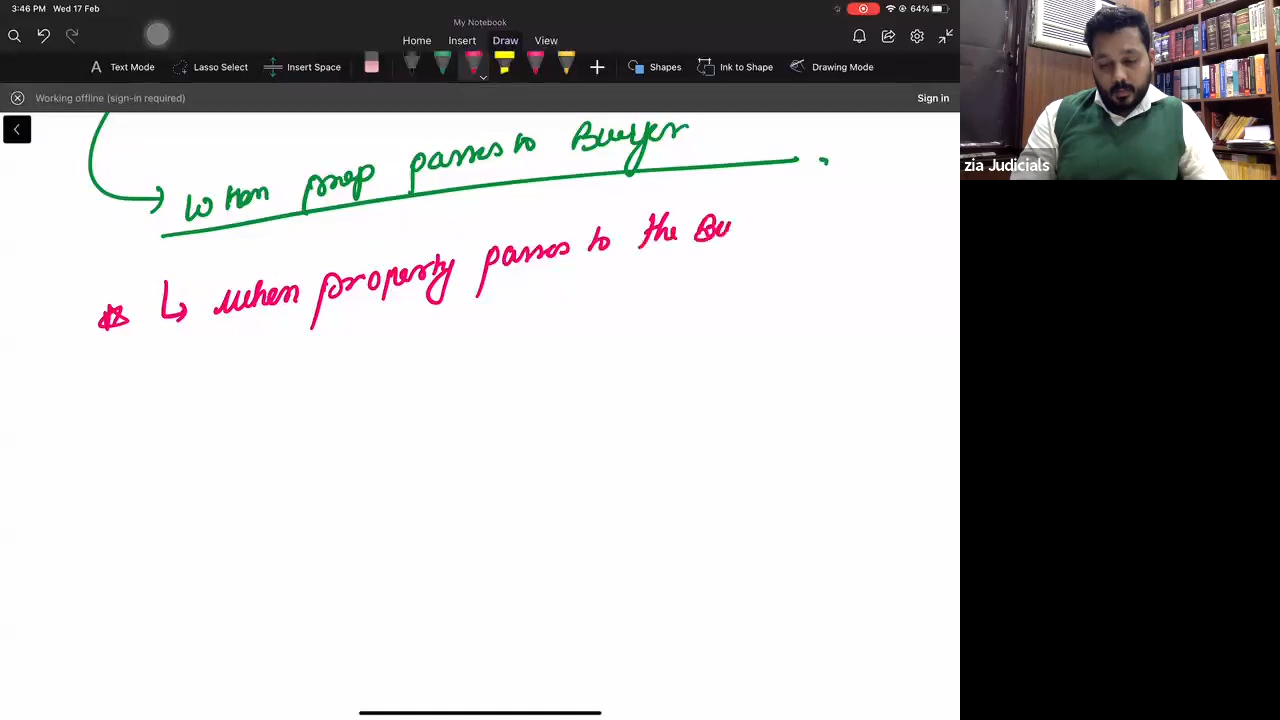 3:46 PM Wed 17 Feb
64%
My Notebook
Home Insert Draw View
A Text Mode Lasso Select Insert Space + Shapes Ink to Shape Drawing Mode
Working offline (sign-in required) Sign in
When prop passes to Buyer
when property passes to the Bu
zia Judicials